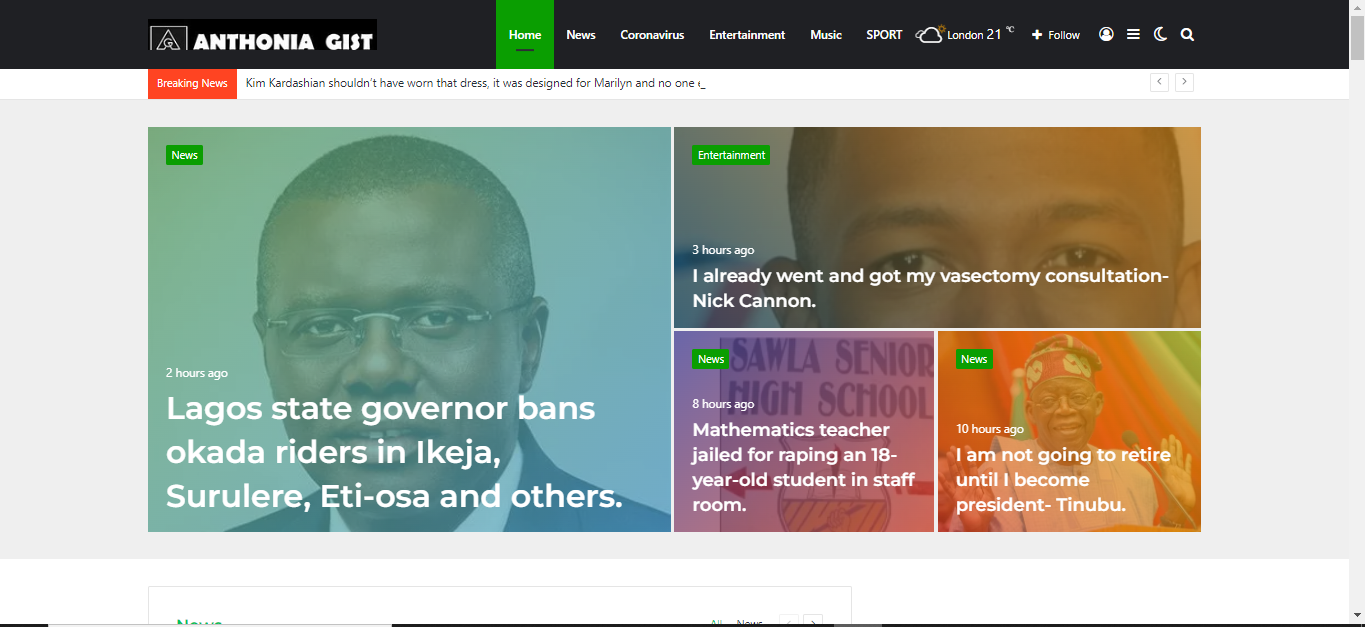 ANTHONIA GIST
Home
News
Coronavirus
Entertainment
Music
SPORT
London 21 °C
Follow
Breaking News
Kim Kardashian shouldn't have worn that dress, it was designed for Marilyn and no one e_
News
2 hours ago
Lagos state governor bans
okada riders in Ikeja,
Surulere, Eti-osa and others.
Entertainment
3 hours ago
I already went and got my vasectomy consultation-
Nick Cannon.
SAWLA SENIOR
HIGH SCHOOL
News
8 hours ago
Mathematics teacher
jailed for raping an 18-
year-old student in staff
room.
News
10 hours ago
I am not going to retire
until I become
president- Tinubu.
News
All
News